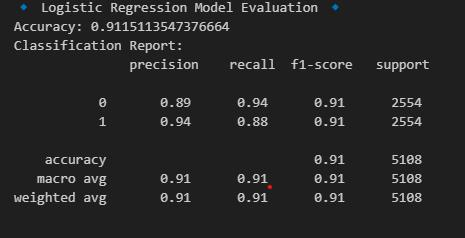 🔹 Logistic Regression Model Evaluation 🔹
Accuracy: 0.9115113547376664
Classification Report:
precision recall f1-score support
0 0.89 0.94 0.91 2554
1 0.94 0.88 0.91 2554
accuracy 0.91 5108
macro avg 0.91 0.91 0.91 5108
weighted avg 0.91 0.91 0.91 5108